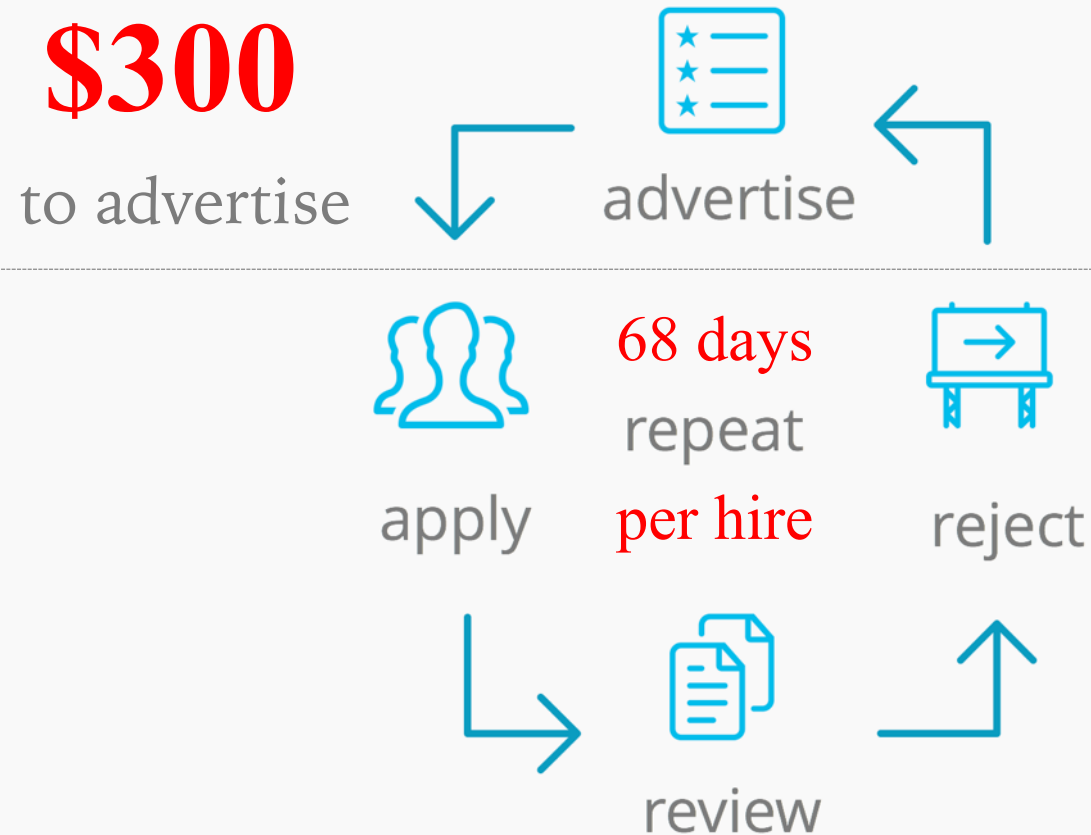 $300
to advertise
advertise
68 days
repeat
per hire
apply
reject
review